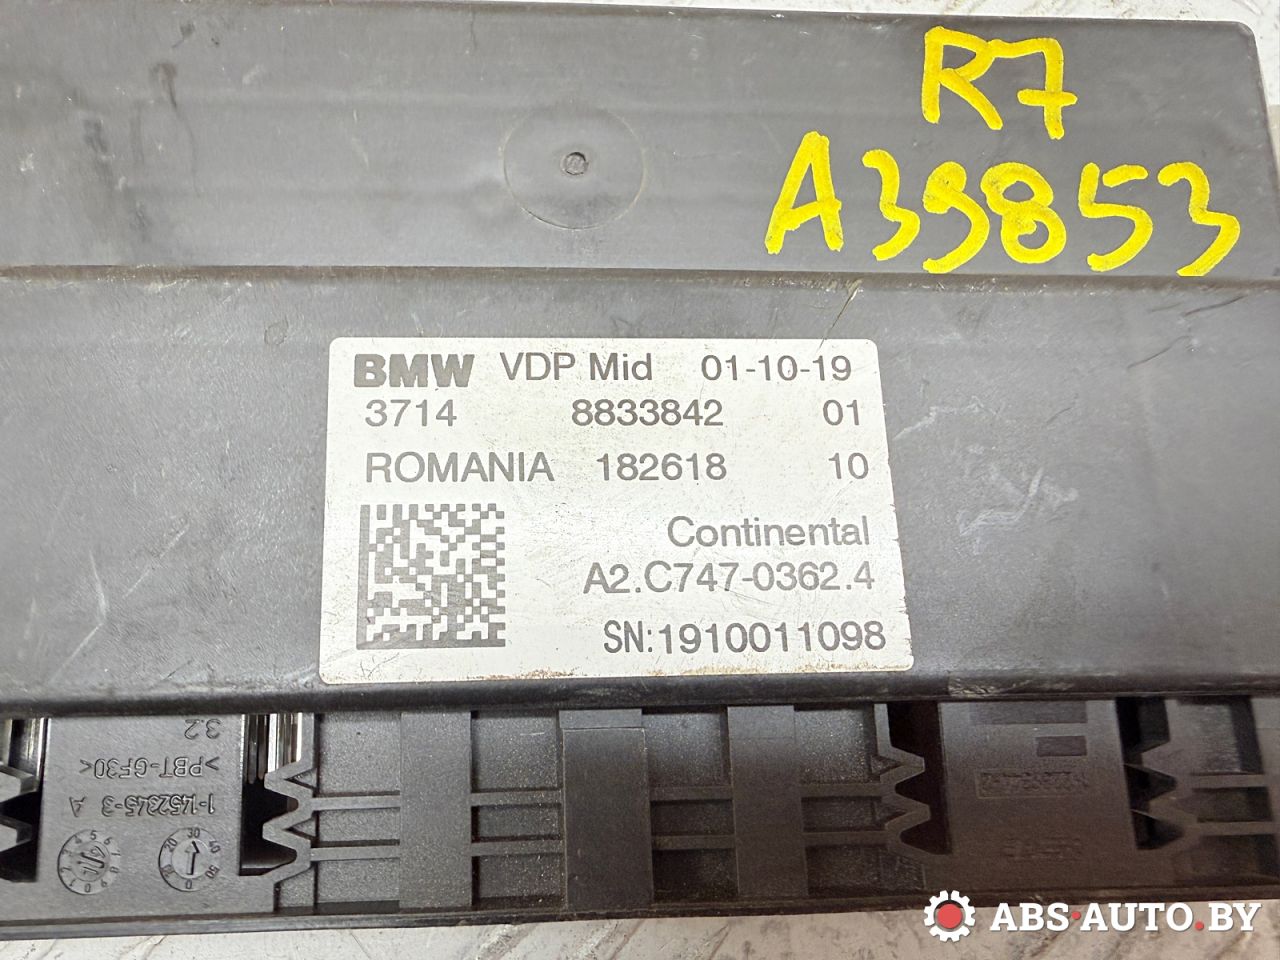 R7
A39853
BMW VDP Mid 01-10-19
3714 8833842 01
ROMANIA 182618 10
Continental
A2.C747-0362.4
SN:1910011098
3.2
>PBT-GF30<
1-1452345-3 A
ABS-AUTO.BY